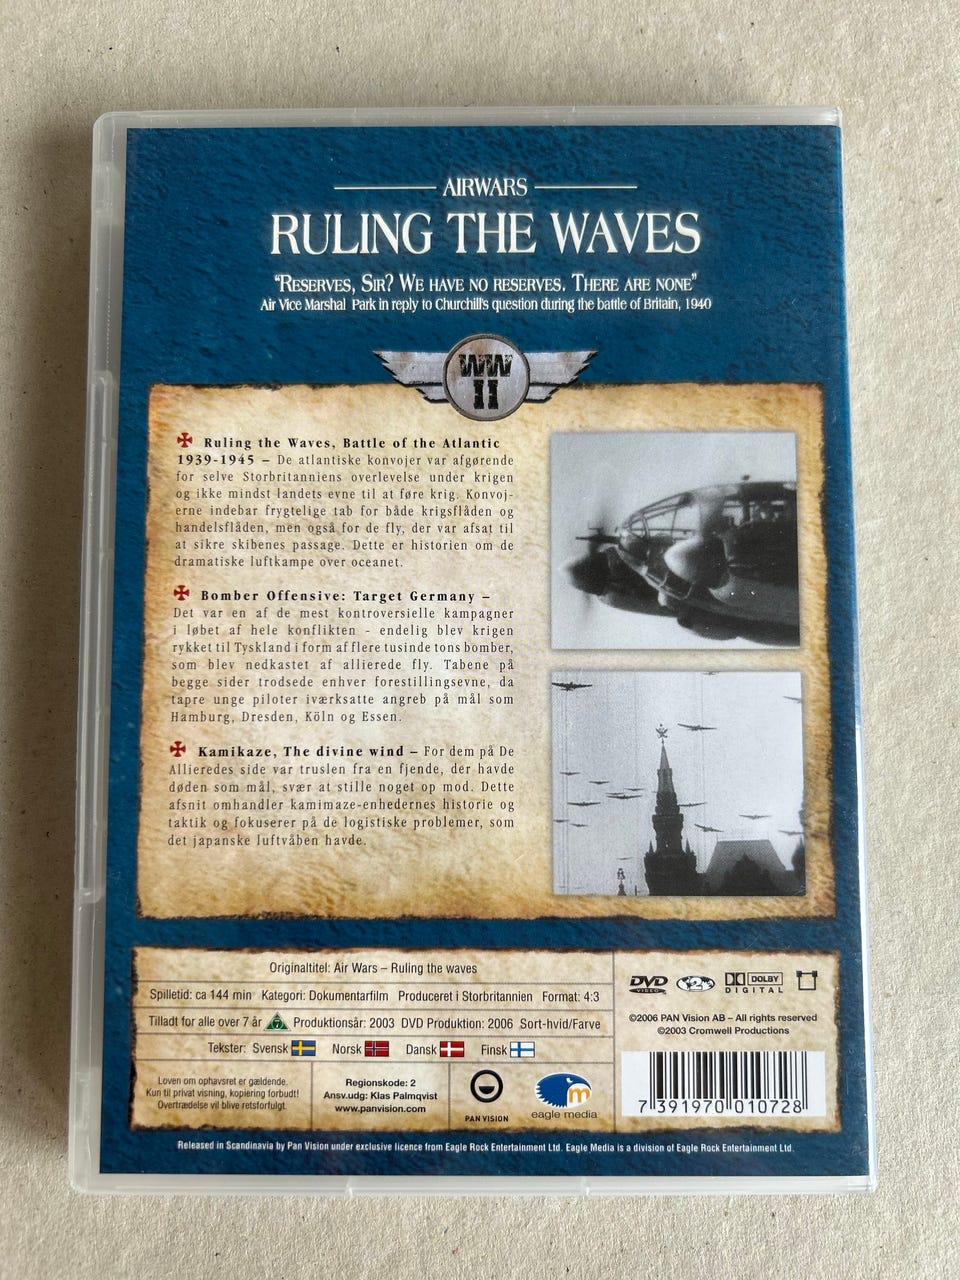 AIRWARS
RULING THE WAVES
"RESERVES, SIR? WE HAVE NO RESERVES. THERE ARE NONE"
Air Vice Marshal Park in reply to Churchill's question during the battle of Britain, 1940
WW
II
Ruling the Waves, Battle of the Atlantic
1939-1945 – De atlantiske konvojer var afgørende
for selve Storbritanniens overlevelse under krigen
og ikke mindst landets evne til at føre krig. Konvoj-
erne indebar frygtelige tab for både krigsflåden og
handelsflåden, men også for de fly, der var afsat til
at sikre skibenes passage. Dette er historien om de
dramatiske luftkampe over oceanet.
Bomber Offensive: Target Germany –
Det var en af de mest kontroversielle kampagner
i løbet af hele konflikten - endelig blev krigen
rykket til Tyskland i form af flere tusinde tons bomber,
som blev nedkastet af allierede fly. Tabene på
begge sider trodsede enhver forestillingsevne, da
tapre unge piloter iværksatte angreb på mål som
Hamburg, Dresden, Köln og Essen.
Kamikaze, The divine wind – For dem på De
Allieredes side var truslen fra en fjende, der havde
døden som mål, svær at stille noget op mod. Dette
afsnit omhandler kamimaze-enhedernes historie og
taktik og fokuserer på de logistiske problemer, som
det japanske luftvåben havde.
Originaltitel: Air Wars – Ruling the waves
Spilletid: ca 144 min Kategori: Dokumentarfilm Produceret i Storbritannien Format: 4:3
Tilladt for alle over 7 år 7 Produktionsår: 2003 DVD Produktion: 2006 Sort-hvid/Farve
Tekster: Svensk Norsk Dansk Finsk
Loven om ophavsret er gældende.
Kun til privat visning, kopiering forbudt!
Overtrædelse vil blive retsforfulgt.
Regionskode: 2
Ansv.udg: Klas Palmqvist
www.panvision.com
PAN VISION
m
eagle media
DVD
VIDEO
2
DOLBY
DIGITAL
©2006 PAN Vision AB – All rights reserved
©2003 Cromwell Productions
7 391970 010728
Released in Scandinavia by Pan Vision under exclusive licence from Eagle Rock Entertainment Ltd. Eagle Media is a division of Eagle Rock Entertainment Ltd.